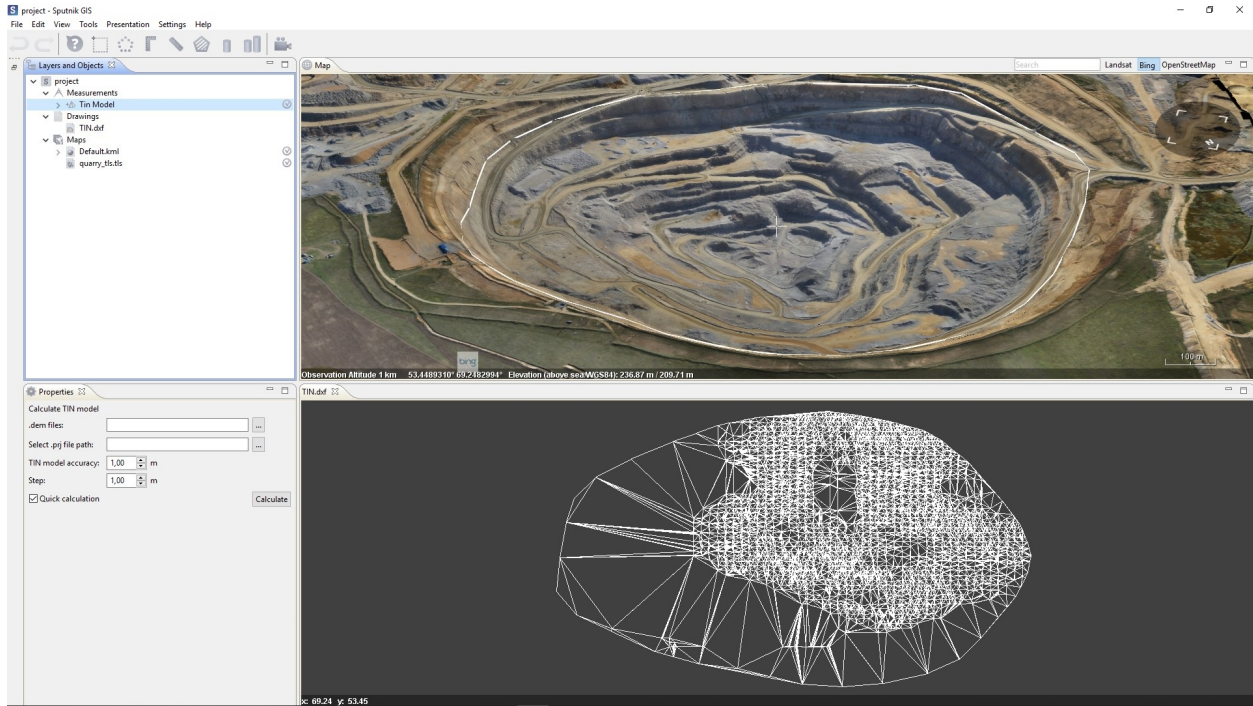 S project - Sputnik GIS
File Edit View Tools Presentation Settings Help
Layers and Objects
S project
Measurements
Tin Model
Drawings
TIN.dxf
Maps
Default.kml
quarry_tls.tls
Map
Search
Landsat Bing OpenStreetMap
N
100 m
bing
Observation Altitude 1 km 53.4489310° 69.2482994° Elevation (above sea/WGS84): 236.87 m / 209.71 m
Properties
Calculate TIN model
.dem files: ...
Select .prj file path: ...
TIN model accuracy: 1,00 m
Step: 1,00 m
Quick calculation Calculate
TIN.dxf
x: 69.24 y: 53.45